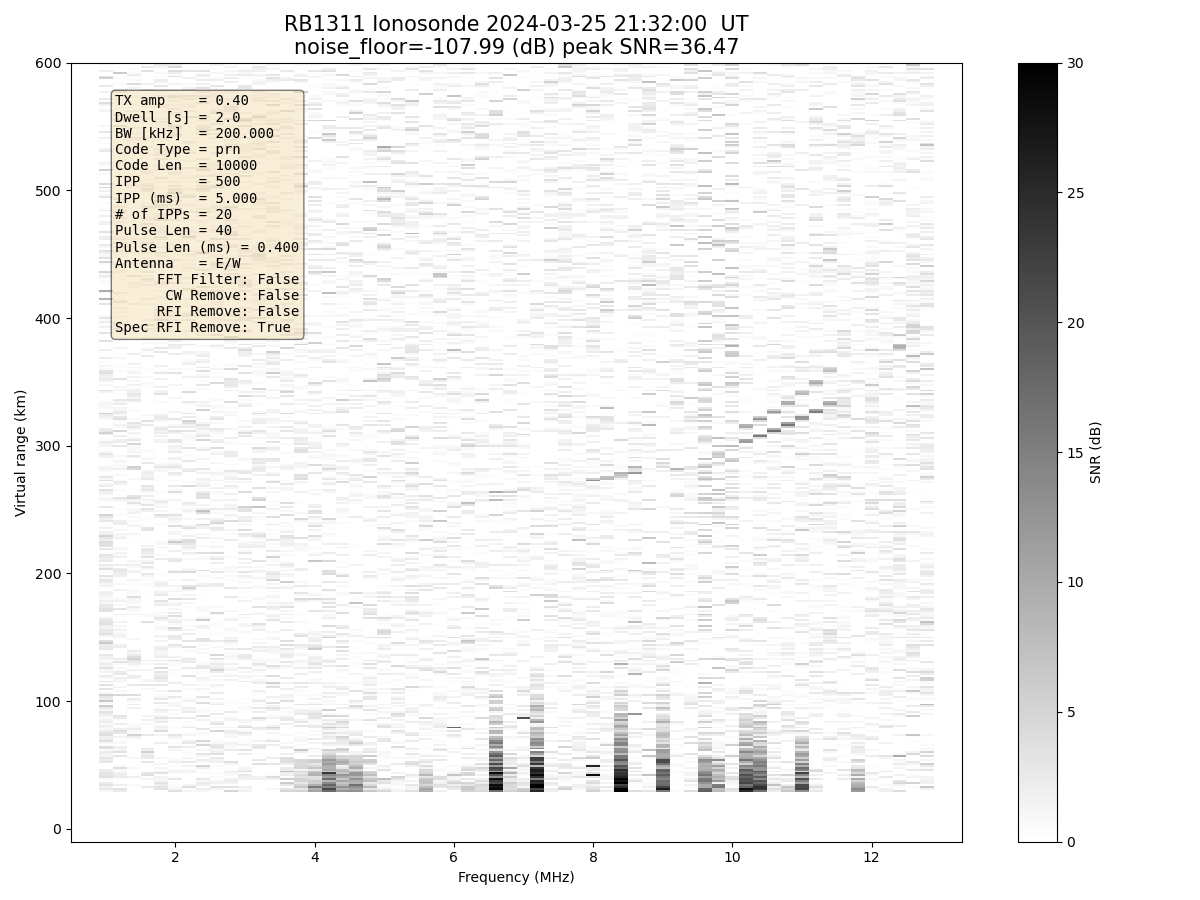 RB1311 Ionosonde 2024-03-25 21:32:00  UT
noise_floor=-107.99 (dB) peak SNR=36.47
TX amp    = 0.40
Dwell [s] = 2.0
BW [kHz]  = 200.000
Code Type = prn
Code Len  = 10000
IPP       = 500
IPP (ms)  = 5.000
# of IPPs = 20
Pulse Len = 40
Pulse Len (ms) = 0.400
Antenna   = E/W
FFT Filter: False
CW Remove: False
RFI Remove: False
Spec RFI Remove: True
600
500
400
300
200
100
0
Virtual range (km)
2
4
6
8
10
12
Frequency (MHz)
30
25
20
15
10
5
0
SNR (dB)